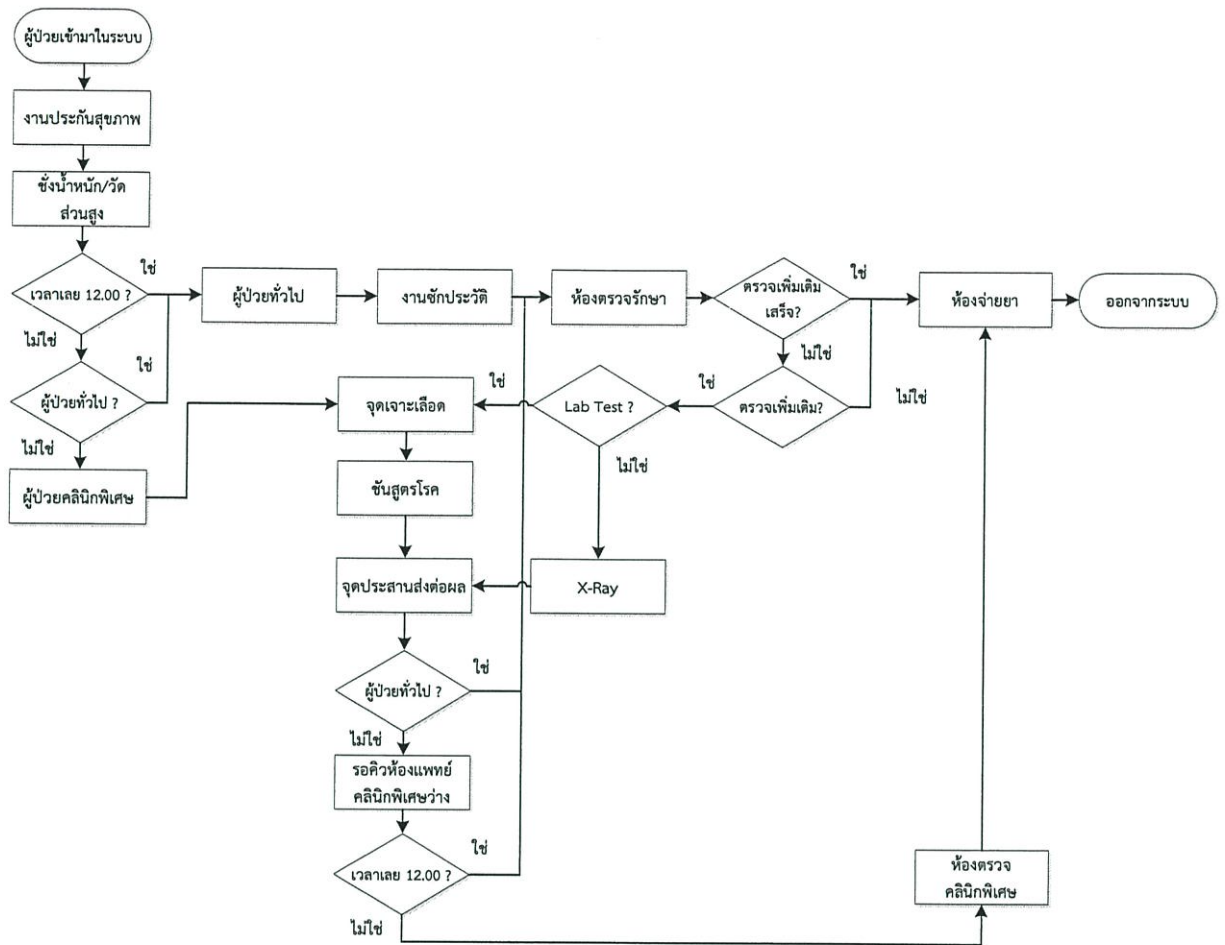 ผู้ป่วยเข้ามาในระบบ
งานประกันสุขภาพ
ชั่งน้ำหนัก/วัด
ส่วนสูง
เวลาเลย 12.00 ?
ใช่
ไม่ใช่
ผู้ป่วยทั่วไป ?
ใช่
ไม่ใช่
ผู้ป่วยคลินิกพิเศษ
ผู้ป่วยทั่วไป
งานซักประวัติ
ห้องตรวจรักษา
ตรวจเพิ่มเติม
เสร็จ?
ใช่
ไม่ใช่
ห้องจ่ายยา
ออกจากระบบ
ตรวจเพิ่มเติม?
ใช่
ไม่ใช่
Lab Test ?
ใช่
ไม่ใช่
จุดเจาะเลือด
ชันสูตรโรค
จุดประสานส่งต่อผล
X-Ray
ผู้ป่วยทั่วไป ?
ใช่
ไม่ใช่
รอคิวห้องแพทย์
คลินิกพิเศษว่าง
เวลาเลย 12.00 ?
ใช่
ไม่ใช่
ห้องตรวจ
คลินิกพิเศษ